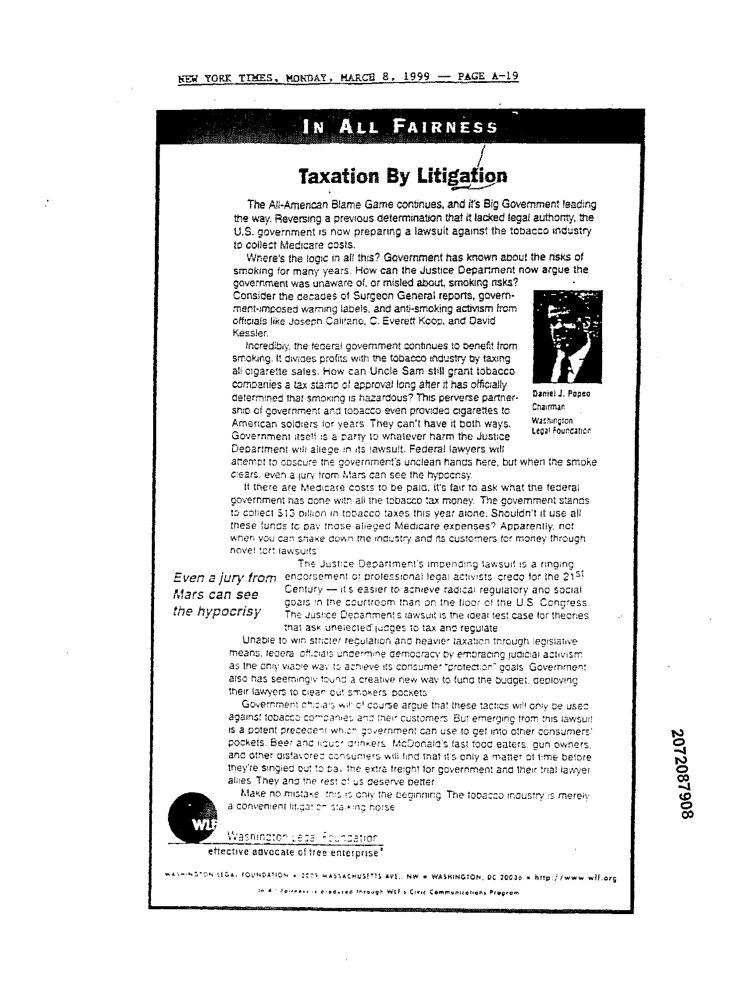 NEW YORK TIMES, MONDAY, MARCH 8, 1999 — PAGE A-19
IN ALL FAIRNESS
Taxation By Litigation
The All-American Blame Game continues, and it's Big Government leading
the way. Reversing a previous determination that it lacked legal authority, the
U.S. government is now preparing a lawsuit against the tobacco industry
to collect Medicare costs.
Where's the logic in all this? Government has known about the risks of
smoking for many years. How can the Justice Department now argue the
government was unaware of, or misled about, smoking risks?
Consider the decades of Surgeon General reports, govern-
ment-imposed warning labels, and anti-smoking activism from
officials like Joseph Califano, C. Everett Koop, and David
Kessler.
Incredibly, the federal government continues to benefit from
smoking. It divides profits with the tobacco industry by taxing
all cigarette sales. How can Uncle Sam still grant tobacco
companies a tax stamp of approval long after it has officially
determined that smoking is hazardous? This perverse partner-
ship of government and tobacco even provided cigarettes to
American soldiers for years. They can't have it both ways.
Government itself is a party to whatever harm the Justice
Department will allege in its lawsuit. Federal lawyers will
attempt to obscure the government's unclean hands here, but when the smoke
clears, even a jury from Mars can see the hypocrisy.
Daniel J. Popeo
Chairman
Washington
Legal Foundation
If there are Medicare costs to be paid, it's fair to ask what the federal
government has done with all the tobacco tax money. The government stands
to collect $13 billion in tobacco taxes this year alone. Shouldn't it use all
these funds to pay those alleged Medicare expenses? Apparently, not
when you can shake down the industry and its customers for money through
novel tort lawsuits
The Justice Department's impending lawsuit is a ringing
endorsement of professional legal activists credo for the 21st
Century — it's easier to achieve radical regulatory and social
goals in the courtroom than on the floor of the U.S. Congress.
The Justice Department's lawsuit is the ideal test case for theories
that ask unelected judges to tax and regulate
Even a jury from
Mars can see
the hypocrisy
Unable to win stricter regulation and heavier taxation through legislative
means, federal officials undermine democracy by embracing judicial activism
as the only viable way to achieve its consumer "protection" goals. Government
also has seemingly found a creative new way to fund the budget, deploying
their lawyers to clean out smokers pockets
Government officials will of course argue that these tactics will only be used
against tobacco companies and their customers. But emerging from this lawsuit
is a potent precedent which government can use to get into other consumers'
pockets. Beer and liquor drinkers, McDonald's fast food eaters, gun owners,
and other disfavored consumers will find that it's only a matter of time before
they're singled out to pay the extra freight for government and their trial lawyer
allies. They and the rest of us deserve better.
Make no mistake this is only the beginning. The tobacco industry is merely
a convenient litigation stalking horse
WLF
Washington Legal Foundation
effective advocate of free enterprise®
WASHINGTON LEGAL FOUNDATION • 2009 MASSACHUSETTS AVE., NW • WASHINGTON, DC 20036 • http://www.wlf.org
In All Fairness is produced through WLF's Civic Communications Program
2072087908